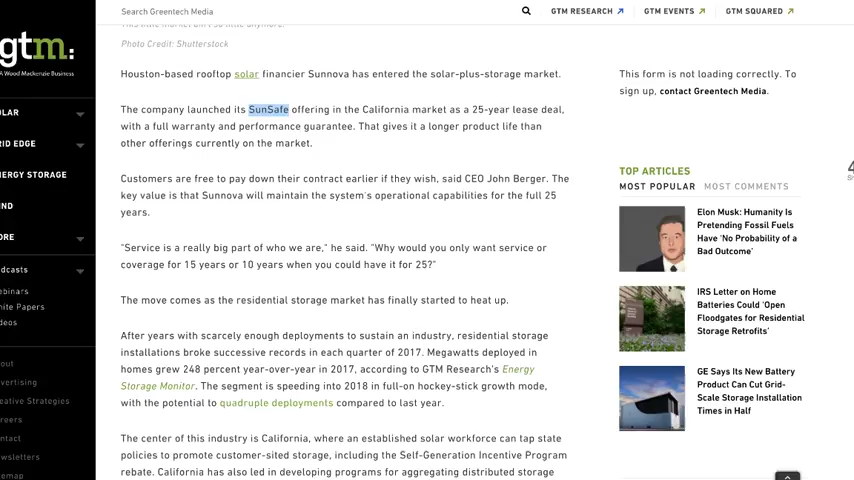 Search Greentech Media
GTM RESEARCH
GTM EVENTS
GTM SQUARED
gtm:
A Wood Mackenzie Business
OLAR
RID EDGE
NERGY STORAGE
IND
ORE
dcasts
ebinars
hite Papers
deos
out
vertising
eative Strategies
reers
ntact
wsletters
temap
Photo Credit: Shutterstock
Houston-based rooftop solar financier Sunnova has entered the solar-plus-storage market.
The company launched its SunSafe offering in the California market as a 25-year lease deal,
with a full warranty and performance guarantee. That gives it a longer product life than
other offerings currently on the market.
Customers are free to pay down their contract earlier if they wish, said CEO John Berger. The
key value is that Sunnova will maintain the system's operational capabilities for the full 25
years.
"Service is a really big part of who we are," he said. "Why would you only want service or
coverage for 15 years or 10 years when you could have it for 25?"
The move comes as the residential storage market has finally started to heat up.
After years with scarcely enough deployments to sustain an industry, residential storage
installations broke successive records in each quarter of 2017. Megawatts deployed in
homes grew 248 percent year-over-year in 2017, according to GTM Research's Energy
Storage Monitor. The segment is speeding into 2018 in full-on hockey-stick growth mode,
with the potential to quadruple deployments compared to last year.
The center of this industry is California, where an established solar workforce can tap state
policies to promote customer-sited storage, including the Self-Generation Incentive Program
rebate. California has also led in developing programs for aggregating distributed storage
This form is not loading correctly. To
sign up, contact Greentech Media.
TOP ARTICLES
MOST POPULAR MOST COMMENTS
Elon Musk: Humanity Is
Pretending Fossil Fuels
Have 'No Probability of a
Bad Outcome'
IRS Letter on Home
Batteries Could 'Open
Floodgates for Residential
Storage Retrofits'
GE Says Its New Battery
Product Can Cut Grid-
Scale Storage Installation
Times in Half